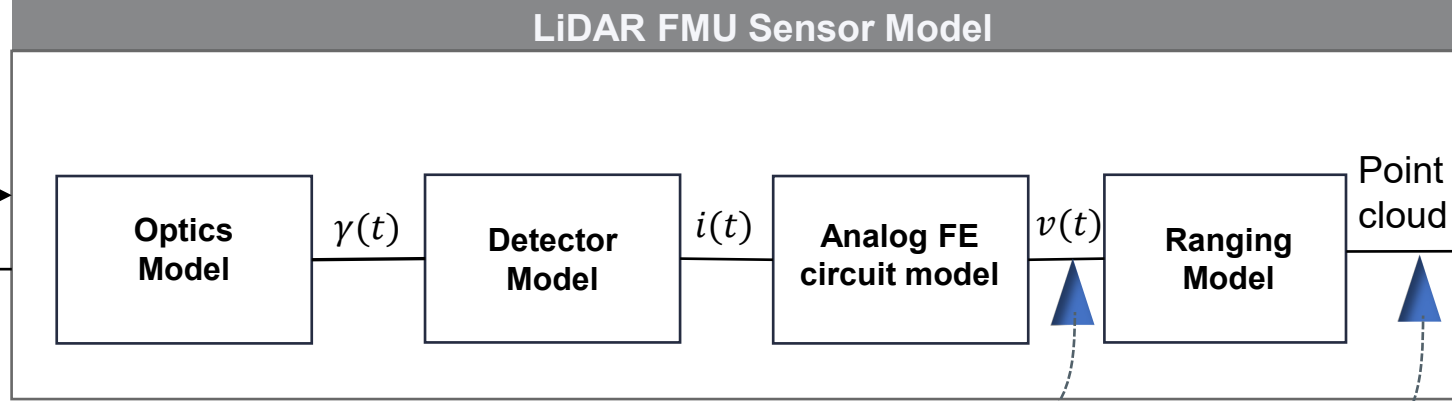 LiDAR FMU Sensor Model
Optics
Model
γ(t)
Detector
Model
i(t)
Analog FE
circuit model
v(t)
Ranging
Model
Point
cloud